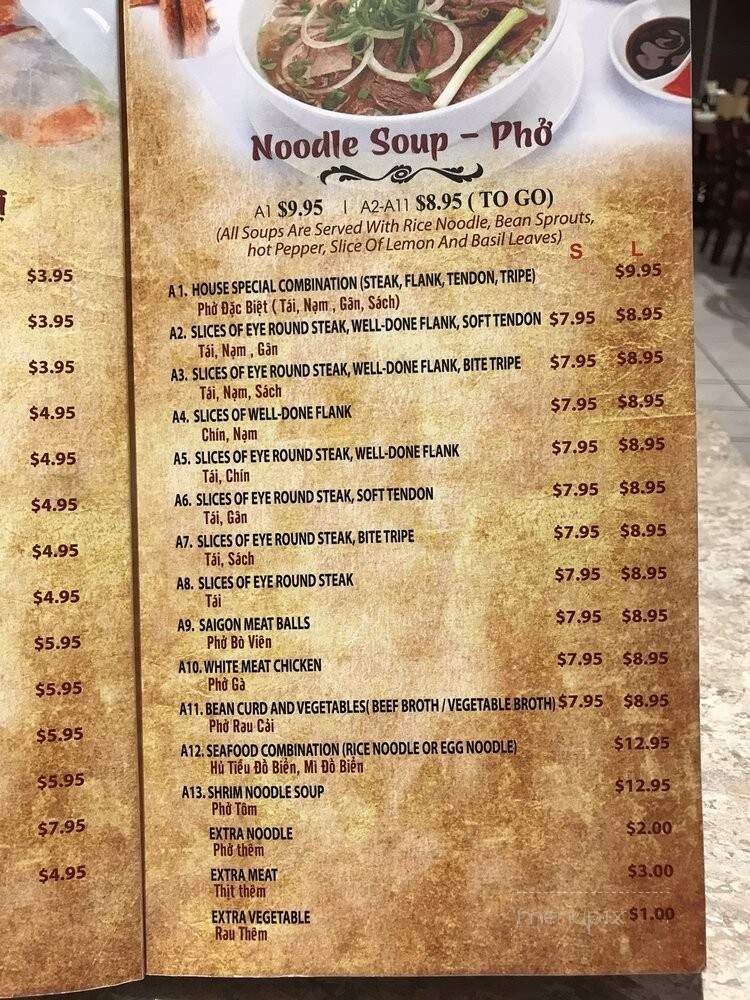 $3.95
$3.95
$3.95
$4.95
$4.95
$4.95
$4.95
$4.95
$5.95
$5.95
$5.95
$5.95
$7.95
$4.95
Noodle Soup - Phở
A1 $9.95 | A2-A11 $8.95 ( TO GO)
(All Soups Are Served With Rice Noodle, Bean Sprouts,
hot Pepper, Slice Of Lemon And Basil Leaves)
S L
A1. HOUSE SPECIAL COMBINATION (STEAK, FLANK, TENDON, TRIPE) $9.95
Phở Đặc Biệt ( Tái, Nạm , Gân, Sách)
A2. SLICES OF EYE ROUND STEAK, WELL-DONE FLANK, SOFT TENDON $7.95 $8.95
Tái, Nạm , Gân
A3. SLICES OF EYE ROUND STEAK, WELL-DONE FLANK, BITE TRIPE $7.95 $8.95
Tái, Nạm, Sách
A4. SLICES OF WELL-DONE FLANK $7.95 $8.95
Chín, Nạm
A5. SLICES OF EYE ROUND STEAK, WELL-DONE FLANK $7.95 $8.95
Tái, Chín
A6. SLICES OF EYE ROUND STEAK, SOFT TENDON $7.95 $8.95
Tái, Gân
A7. SLICES OF EYE ROUND STEAK, BITE TRIPE $7.95 $8.95
Tái, Sách
A8. SLICES OF EYE ROUND STEAK $7.95 $8.95
Tái
A9. SAIGON MEAT BALLS $7.95 $8.95
Phở Bò Viên
A10. WHITE MEAT CHICKEN $7.95 $8.95
Phở Gà
A11. BEAN CURD AND VEGETABLES( BEEF BROTH / VEGETABLE BROTH) $7.95 $8.95
Phở Rau Cải
A12. SEAFOOD COMBINATION (RICE NOODLE OR EGG NOODLE) $12.95
Hủ Tiếu Đồ Biển, Mì Đồ Biển
A13. SHRIM NOODLE SOUP $12.95
Phở Tôm
EXTRA NOODLE $2.00
Phở thêm
EXTRA MEAT $3.00
Thịt thêm
EXTRA VEGETABLE $1.00
Rau Thêm
menupix